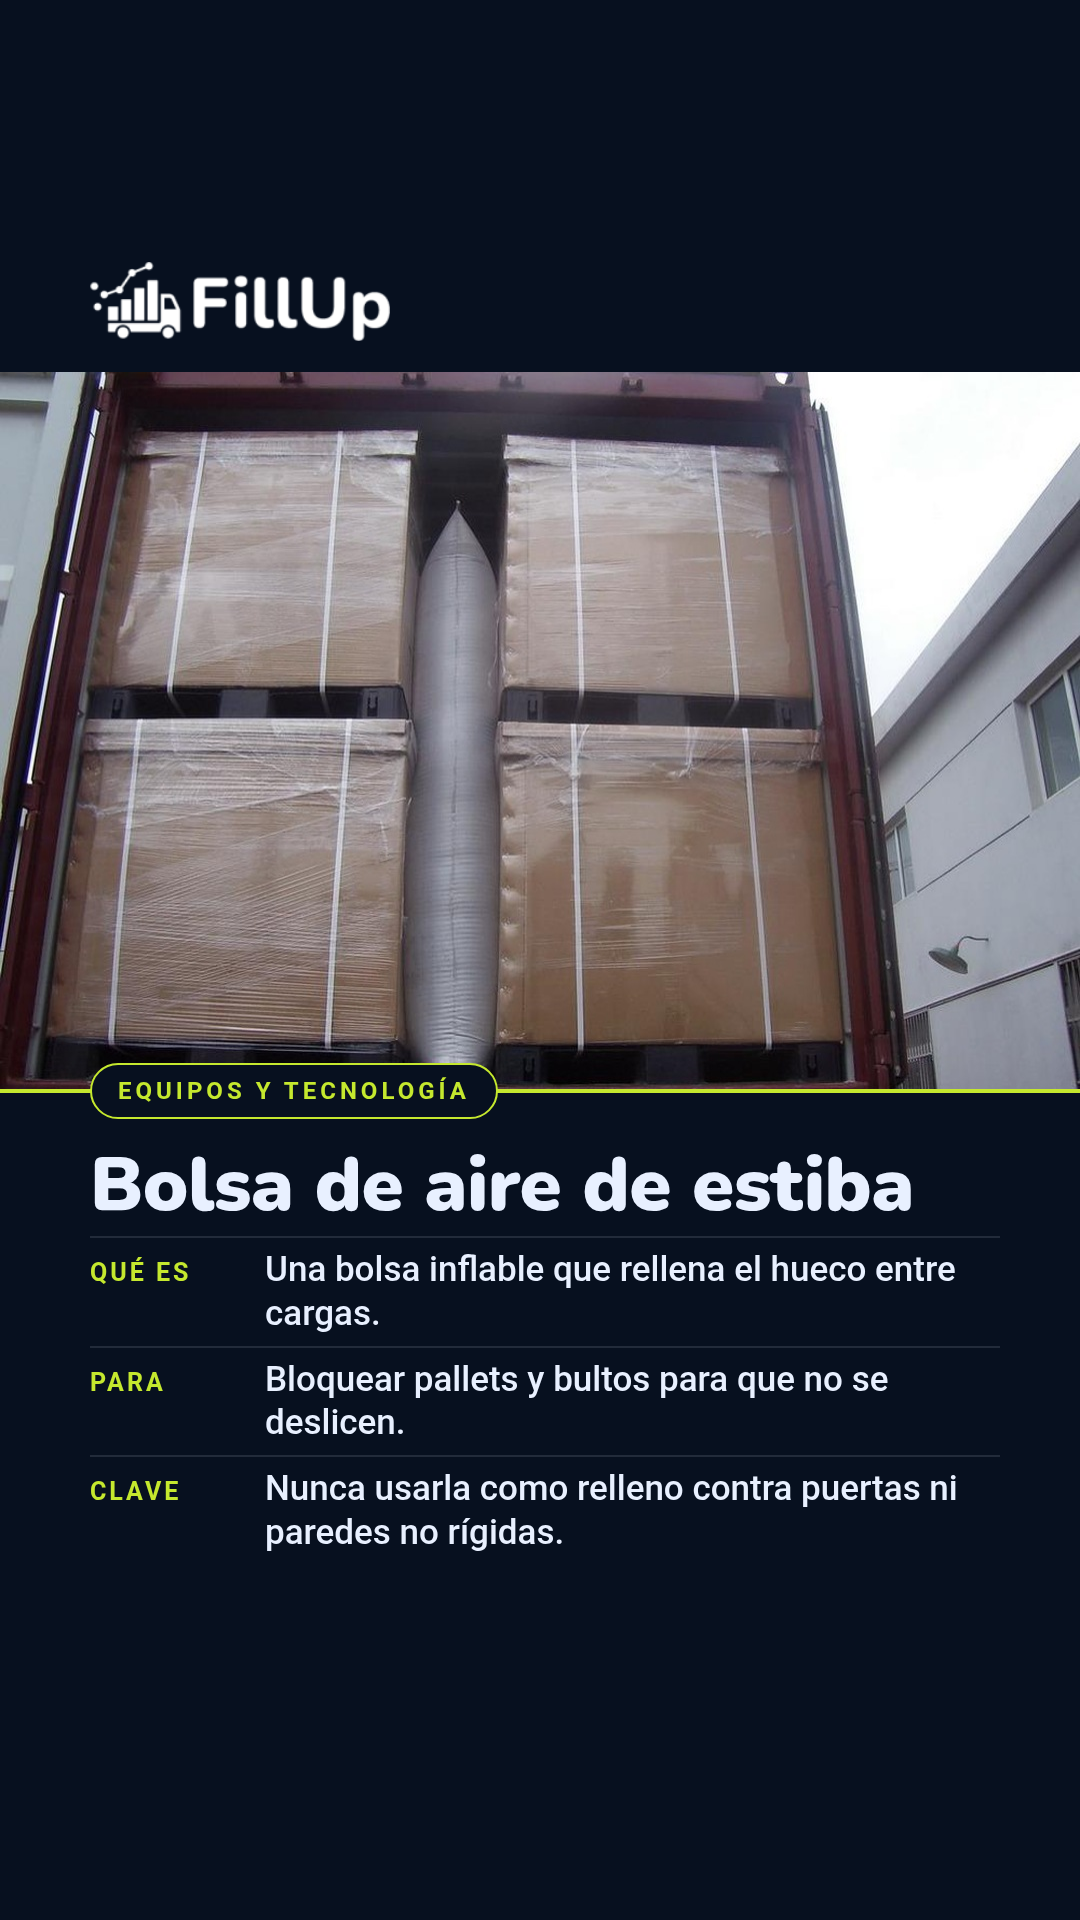 FillUp
EQUIPOS Y TECNOLOGÍA
Bolsa de aire de estiba
QUÉ ES
Una bolsa inflable que rellena el hueco entre
cargas.
PARA
Bloquear pallets y bultos para que no se
deslicen.
CLAVE
Nunca usarla como relleno contra puertas ni
paredes no rígidas.